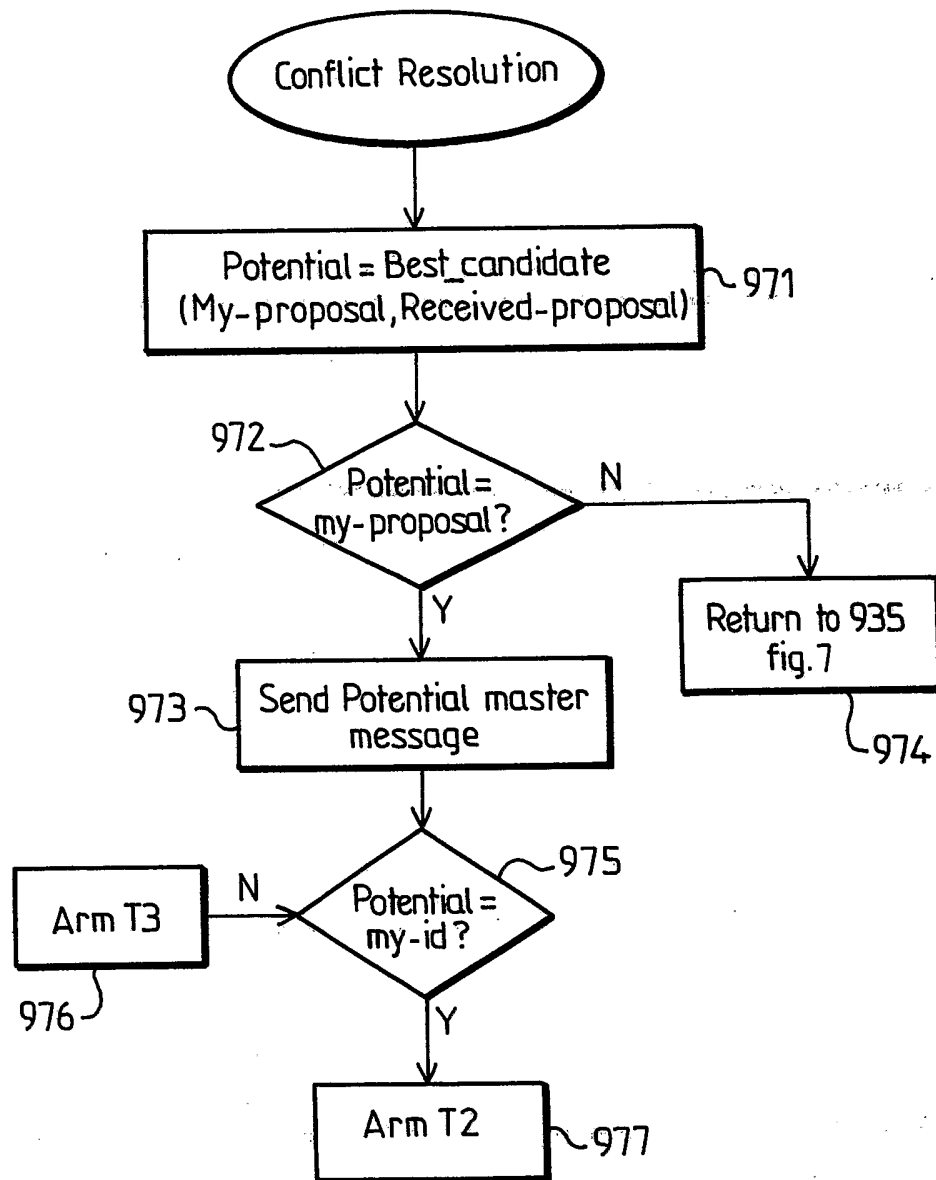 Conflict Resolution
Potential = Best_candidate
(My-proposal, Received-proposal)
971
972
Potential =
my-proposal?
N
Y
Return to 935
fig.7
974
973
Send Potential master
message
975
Potential =
my-id?
N
Arm T3
976
Y
Arm T2
977